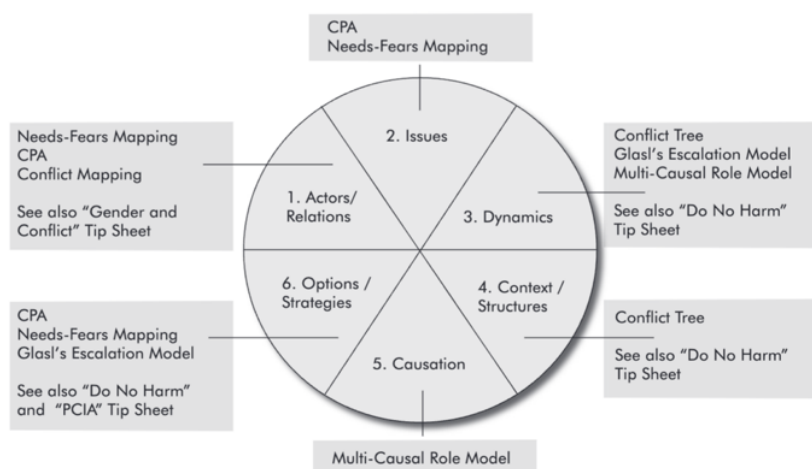 CPA
Needs-Fears Mapping
Needs-Fears Mapping
CPA
Conflict Mapping
See also “Gender and
Conflict” Tip Sheet
2. Issues
Conflict Tree
Glasl’s Escalation Model
Multi-Causal Role Model
See also “Do No Harm”
Tip Sheet
1. Actors/
Relations
3. Dynamics
6. Options /
Strategies
4. Context /
Structures
CPA
Needs-Fears Mapping
Glasl’s Escalation Model
See also “Do No Harm”
and “PCIA” Tip Sheet
Conflict Tree
See also “Do No Harm”
Tip Sheet
5. Causation
Multi-Causal Role Model